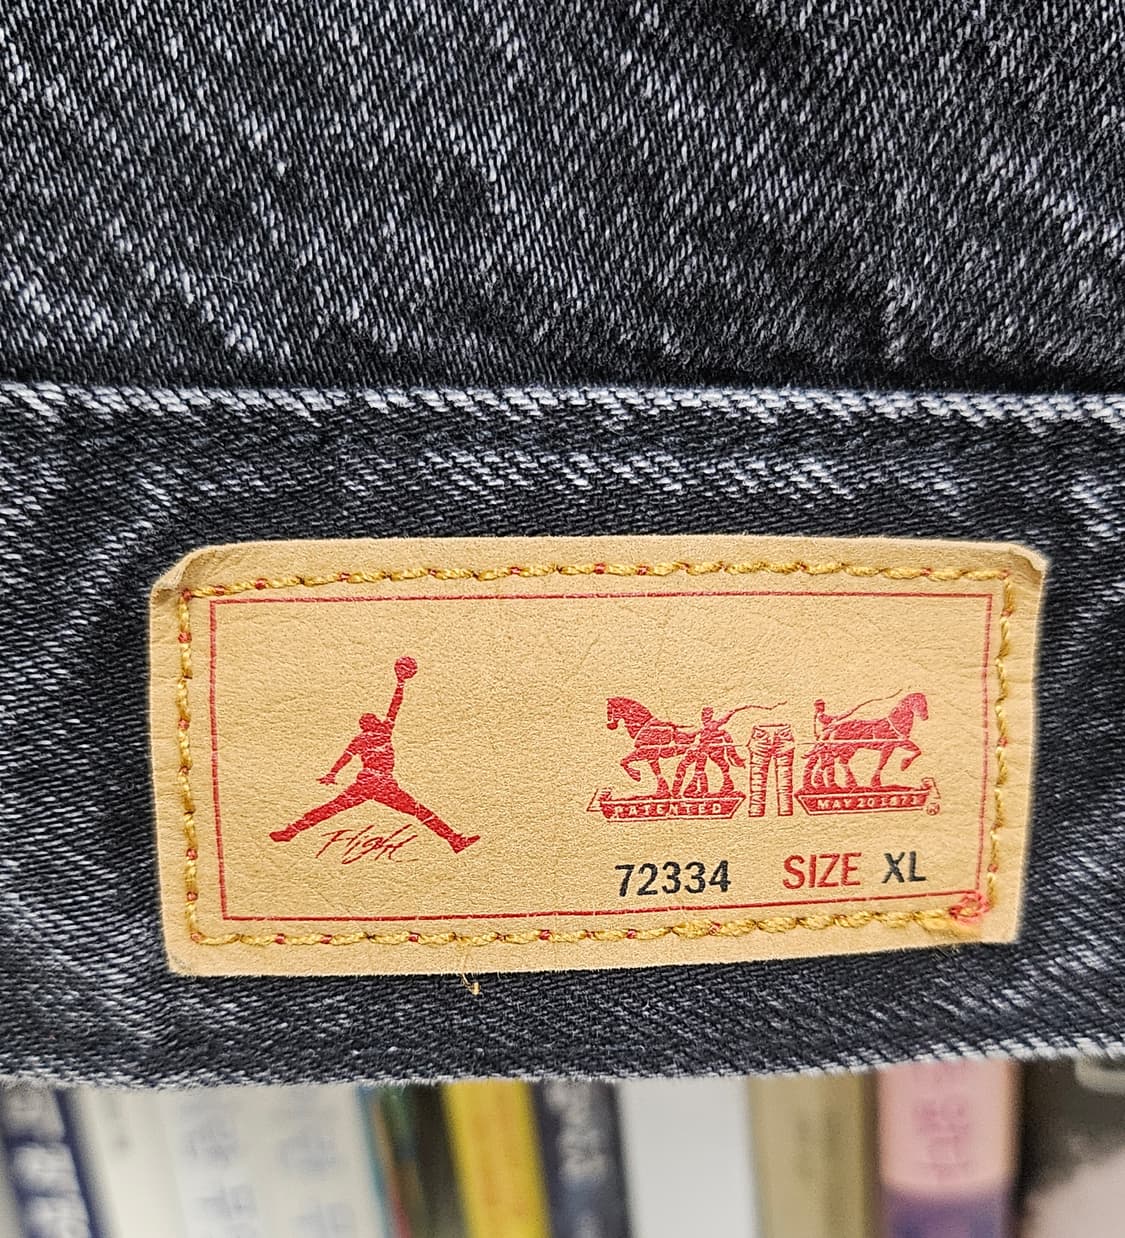 Flight
PATENTED MAY 20 1873
®
72334 SIZE XL